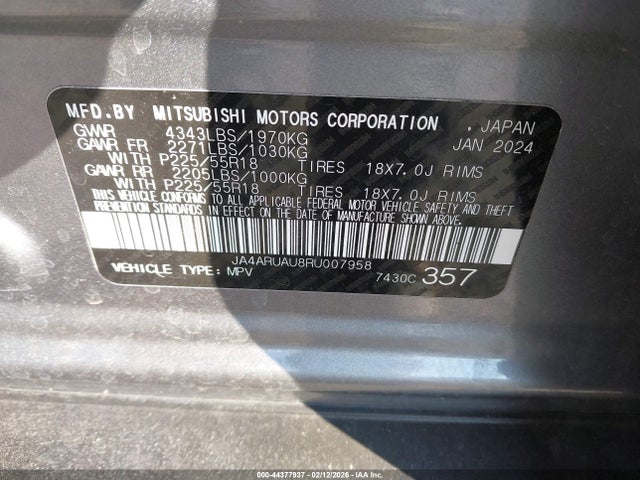 MFD.BY MITSUBISHI MOTORS CORPORATION , JAPAN
GVWR 4343LBS/1970KG JAN 2024
GAWR FR 2271LBS/1030KG
WITH P225/55R18 TIRES 18X7.0J RIMS
GAWR RR 2205LBS/1000KG
WITH P225/55R18 TIRES 18X7.0J RIMS
THIS VEHICLE CONFORMS TO ALL APPLICABLE FEDERAL MOTOR VEHICLE SAFETY AND THEFT
PREVENTION STANDARDS IN EFFECT ON THE DATE OF MANUFACTURE SHOWN ABOVE.
JA4ARUAU8RU007958
VEHICLE TYPE: MPV 7430C 357
000-44377937 - 02/12/2026 - IAA Inc.